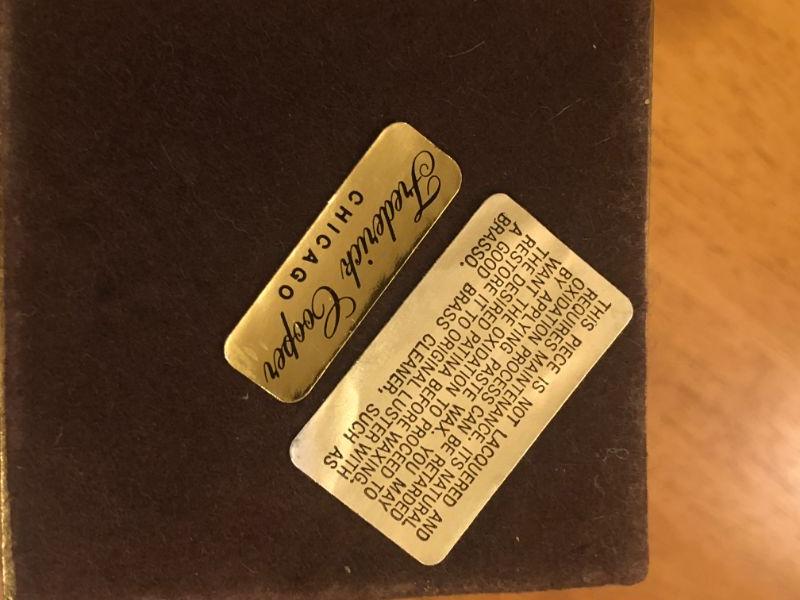 Frederick Cooper
CHICAGO
THIS PIECE IS NOT LACQUERED AND
REQUIRES MAINTENANCE. ITS NATURAL
OXIDATION PROCESS CAN BE RETARDED
BY APPLYING PASTE WAX. YOU MAY
WANT THE OXIDATION TO PROCEED TO
THE DESIRED PATINA BEFORE WAXING.
RESTORE IT TO ORIGINAL LUSTER WITH
A GOOD BRASS CLEANER, SUCH AS
BRASSO.